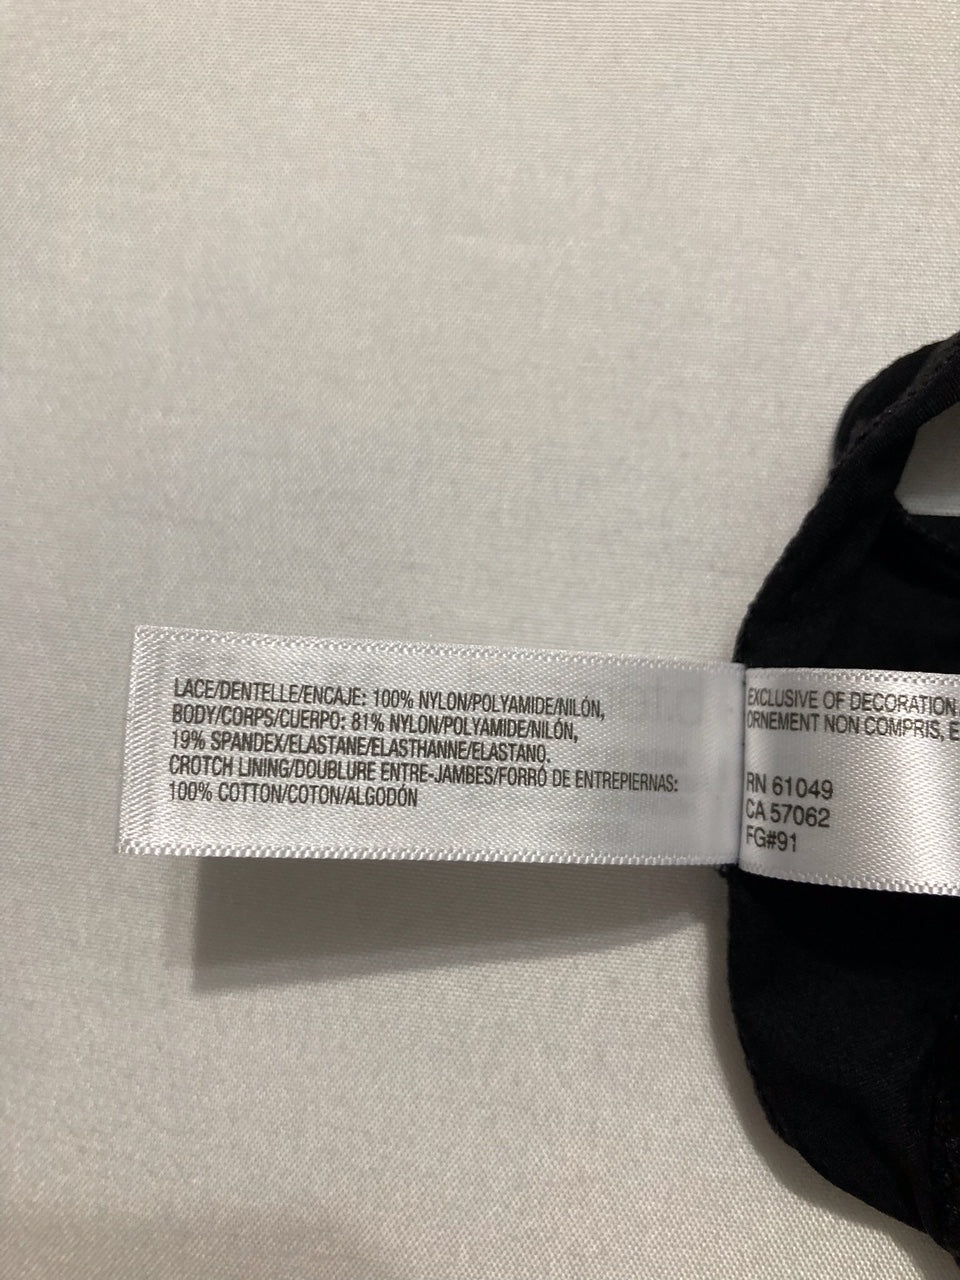 LACE/DENTELLE/ENCAJE: 100% NYLON/POLYAMIDE/NILÓN,
BODY/CORPS/CUERPO: 81% NYLON/POLYAMIDE/NILÓN,
19% SPANDEX/ELASTANE/ELASTHANNE/ELASTANO.
CROTCH LINING/DOUBLURE ENTRE-JAMBES/FORRO DE ENTREPIERNAS:
100% COTTON/COTON/ALGODÓN
EXCLUSIVE OF DECORATION
ORNEMENT NON COMPRIS, E
RN 61049
CA 57062
FG#91